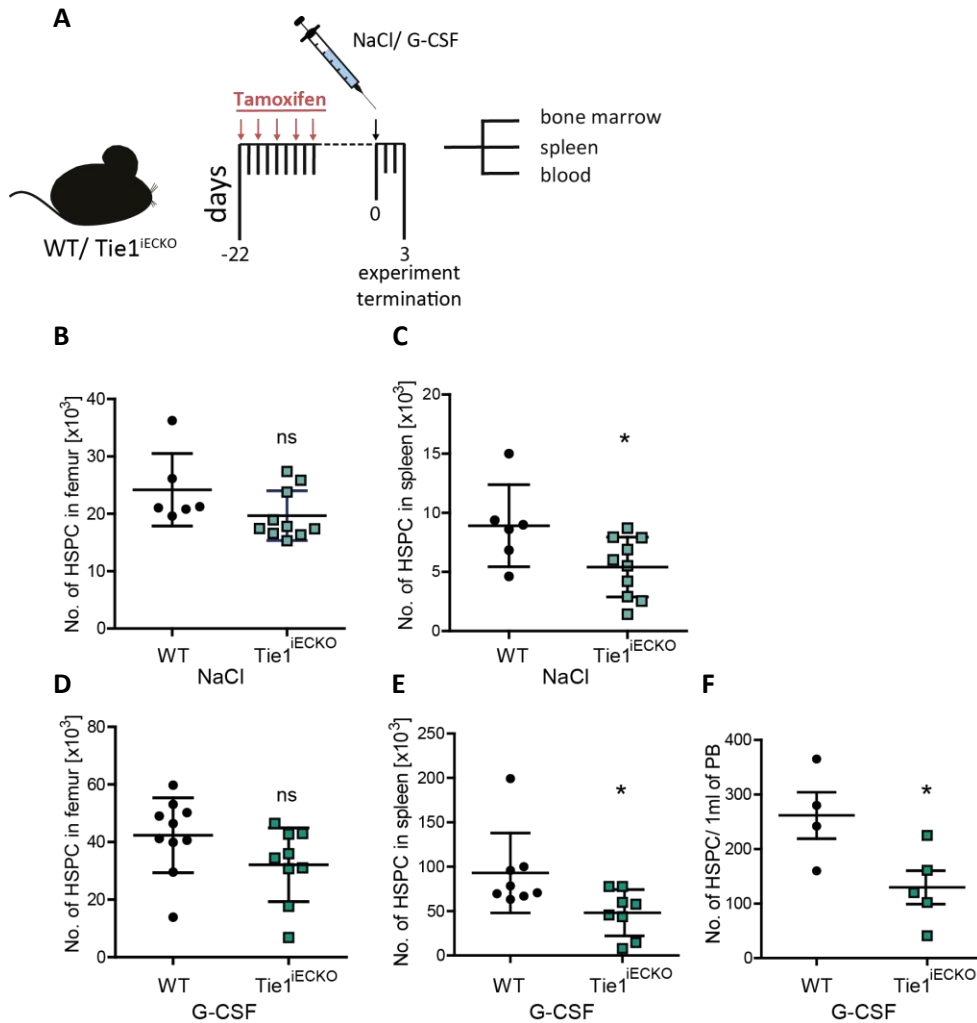 A
NaCl/ G-CSF
Tamoxifen
bone marrow
spleen
blood
days
0
-22
3
WT/ Tie1iECKO
experiment
termination
B
No. of HSPC in femur [x10³]
40
30
20
10
0
ns
WT
Tie1iECKO
NaCl
C
No. of HSPC in spleen [x10³]
20
15
10
5
0
*
WT
Tie1iECKO
NaCl
D
No. of HSPC in femur [x10³]
80
60
40
20
0
ns
WT
Tie1iECKO
G-CSF
E
No. of HSPC in spleen [x10³]
250
200
150
100
50
0
*
WT
Tie1iECKO
G-CSF
F
No. of HSPC/ 1ml of PB
400
300
200
100
0
*
WT
Tie1iECKO
G-CSF